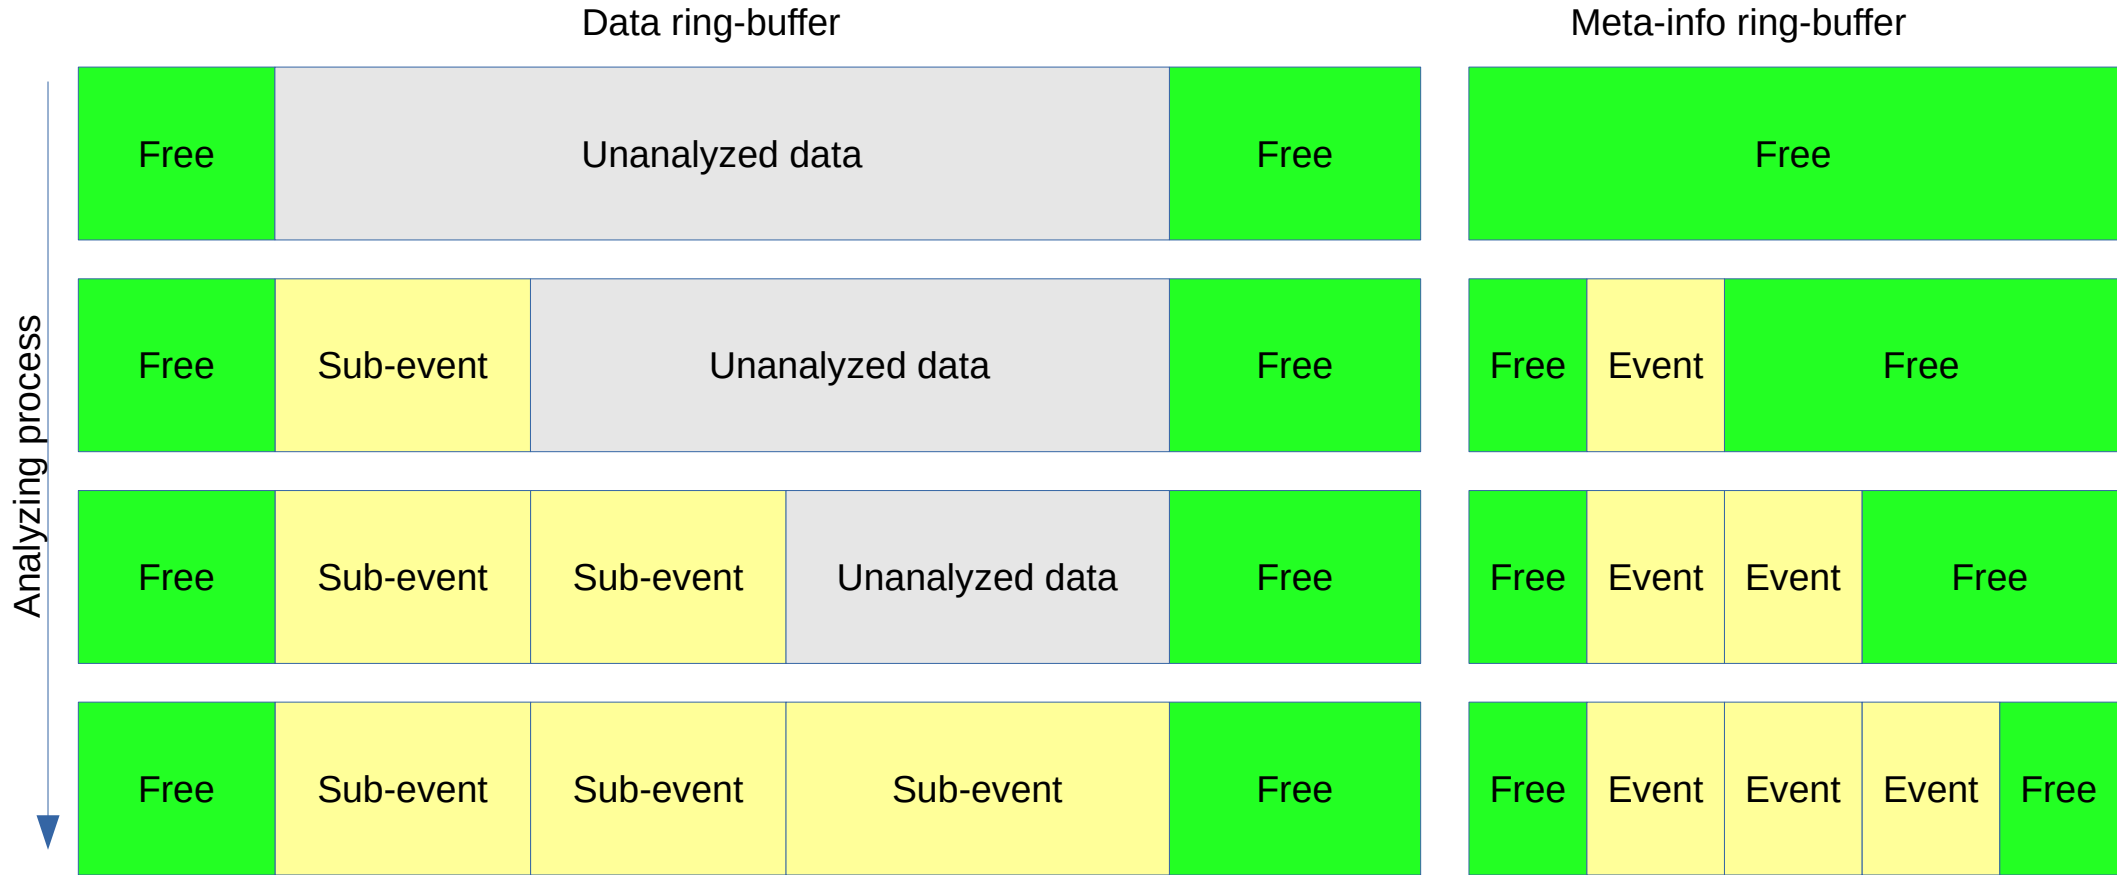 Data ring-buffer
Meta-info ring-buffer
Analyzing process
Free
Unanalyzed data
Free
Free
Free
Sub-event
Unanalyzed data
Free
Free
Event
Free
Free
Sub-event
Sub-event
Unanalyzed data
Free
Free
Event
Event
Free
Free
Sub-event
Sub-event
Sub-event
Free
Free
Event
Event
Event
Free